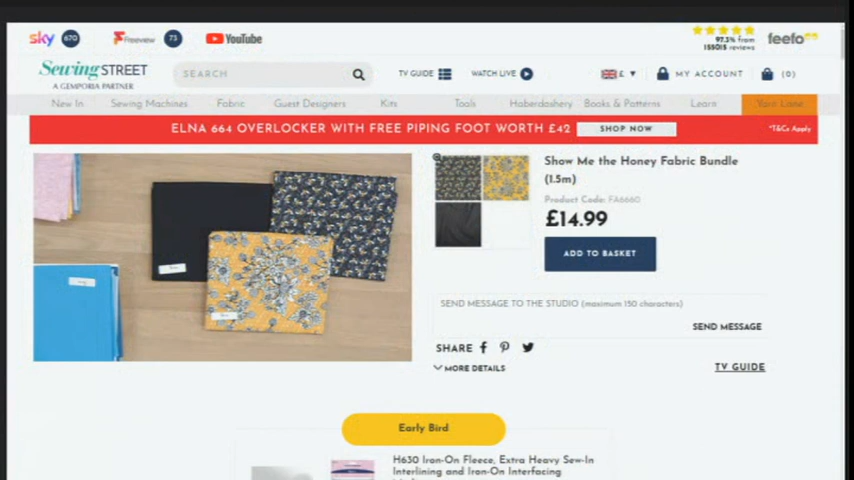 sky 670 Freeview 73 YouTube
97.3% from
155015 reviews
feefo
Sewing STREET
A GEMPORIA PARTNER
SEARCH
TV GUIDE WATCH LIVE £ MY ACCOUNT (0)
New In Sewing Machines Fabric Guest Designers Kits Tools Haberdashery Books & Patterns Learn Yarn Lane
ELNA 664 OVERLOCKER WITH FREE PIPING FOOT WORTH £42 SHOP NOW *T&Cs Apply
Show Me the Honey Fabric Bundle
(1.5m)
Product Code: FA6660
£14.99
ADD TO BASKET
SEND MESSAGE TO THE STUDIO (maximum 150 characters)
SEND MESSAGE
SHARE
MORE DETAILS
TV GUIDE
Early Bird
H630 Iron-On Fleece, Extra Heavy Sew-In
Interlining and Iron-On Interfacing